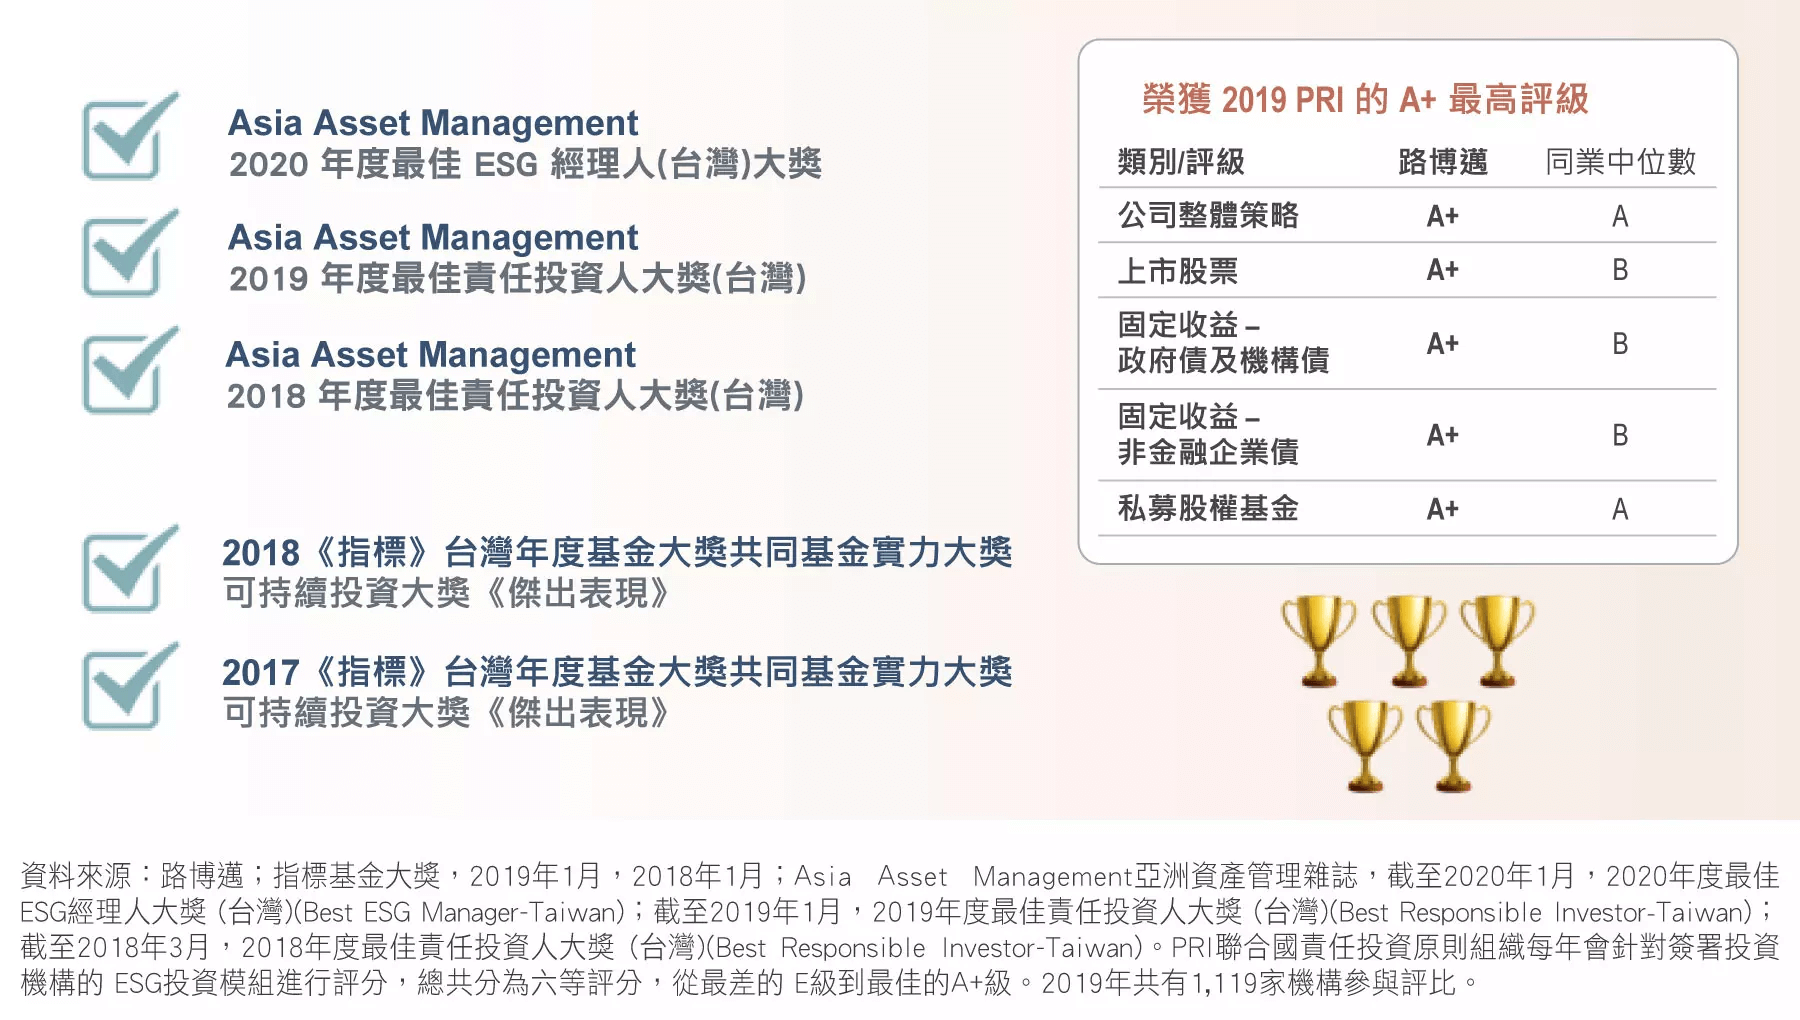 Asia Asset Management
2020 年度最佳 ESG 經理人(台灣)大獎
Asia Asset Management
2019 年度最佳責任投資人大獎(台灣)
Asia Asset Management
2018 年度最佳責任投資人大獎(台灣)
2018《指標》台灣年度基金大獎共同基金實力大獎
可持續投資大獎《傑出表現》
2017《指標》台灣年度基金大獎共同基金實力大獎
可持續投資大獎《傑出表現》
榮獲 2019 PRI 的 A+ 最高評級
類別/評級 路博邁 同業中位數
公司整體策略 A+ A
上市股票 A+ B
固定收益 –
政府債及機構債 A+ B
固定收益 –
非金融企業債 A+ B
私募股權基金 A+ A
資料來源：路博邁；指標基金大獎，2019年1月，2018年1月；Asia Asset Management亞洲資產管理雜誌，截至2020年1月，2020年度最佳
ESG經理人大獎 (台灣)(Best ESG Manager-Taiwan)；截至2019年1月，2019年度最佳責任投資人大獎 (台灣)(Best Responsible Investor-Taiwan)；
截至2018年3月，2018年度最佳責任投資人大獎 (台灣)(Best Responsible Investor-Taiwan)。PRI聯合國責任投資原則組織每年會針對簽署投資
機構的 ESG投資模組進行評分，總共分為六等評分，從最差的 E級到最佳的A+級。2019年共有1,119家機構參與評比。